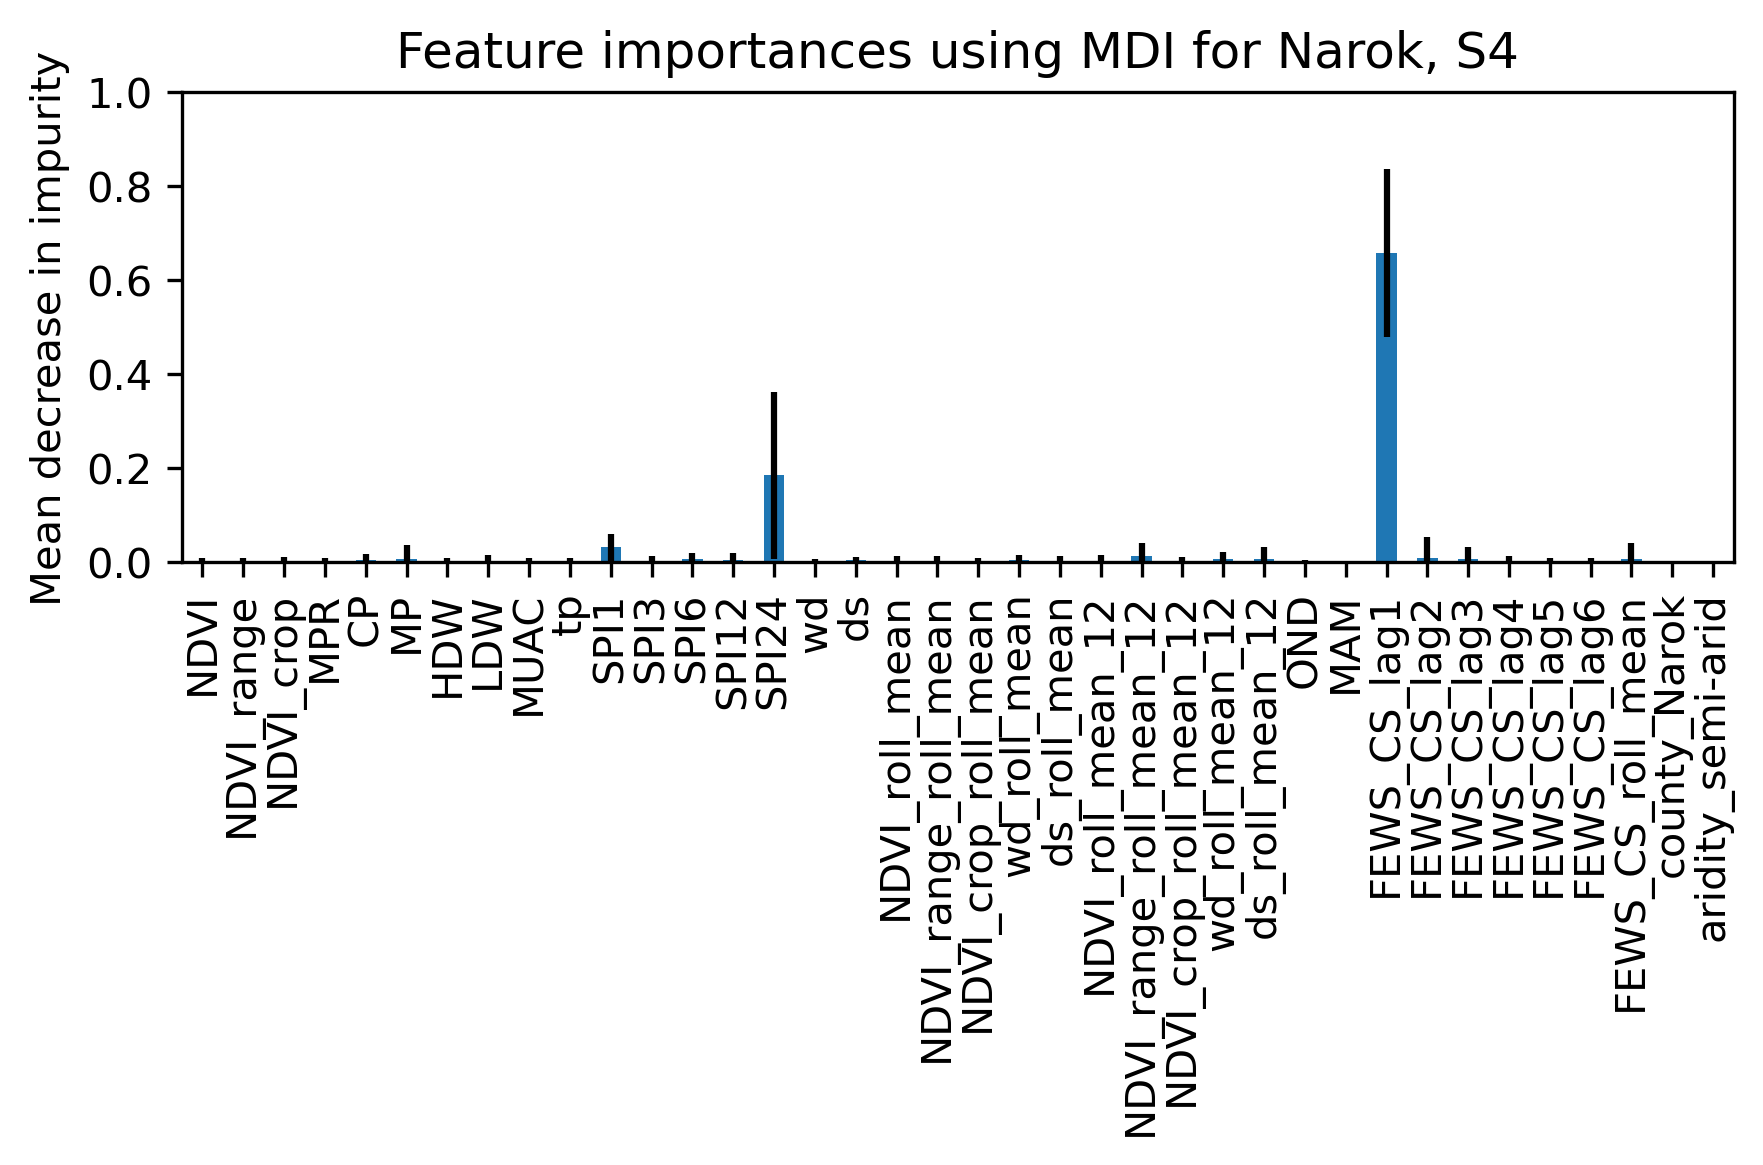 Feature importances using MDI for Narok, S4
Mean decrease in impurity
1.0
0.8
0.6
0.4
0.2
0.0
NDVI
NDVI_range
NDVI_crop
MPR
CP
MP
HDW
LDW
MUAC
tp
SPI1
SPI3
SPI6
SPI12
SPI24
wd
ds
NDVI_roll_mean
NDVI_range_roll_mean
NDVI_crop_roll_mean
wd_roll_mean
ds_roll_mean
NDVI_roll_mean_12
NDVI_range_roll_mean_12
NDVI_crop_roll_mean_12
wd_roll_mean_12
ds_roll_mean_12
OND
MAM
FEWS_CS_lag1
FEWS_CS_lag2
FEWS_CS_lag3
FEWS_CS_lag4
FEWS_CS_lag5
FEWS_CS_lag6
FEWS_CS_roll_mean
county_Narok
aridity_semi-arid